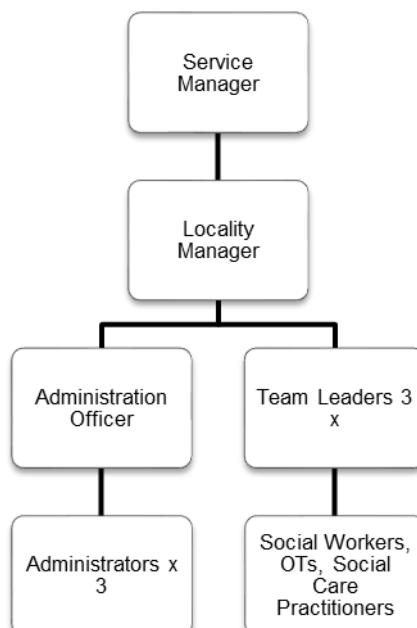 Service
Manager
Locality
Manager
Administration
Officer
Team Leaders 3
x
Administrators x
3
Social Workers,
OTs, Social
Care
Practitioners